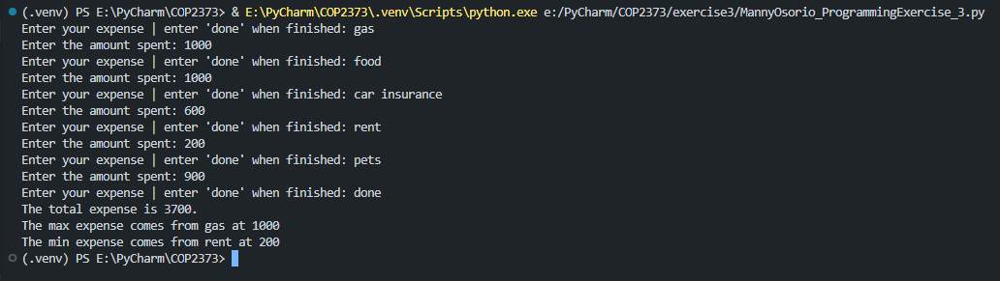 (.venv) PS E:\PyCharm\COP2373> & E:\PyCharm\COP2373\.venv\Scripts\python.exe e:/PyCharm/COP2373/exercise3/MannyOsorio_ProgrammingExercise_3.py
Enter your expense | enter 'done' when finished: gas
Enter the amount spent: 1000
Enter your expense | enter 'done' when finished: food
Enter the amount spent: 1000
Enter your expense | enter 'done' when finished: car insurance
Enter the amount spent: 600
Enter your expense | enter 'done' when finished: rent
Enter the amount spent: 200
Enter your expense | enter 'done' when finished: pets
Enter the amount spent: 900
Enter your expense | enter 'done' when finished: done
The total expense is 3700.
The max expense comes from gas at 1000
The min expense comes from rent at 200
(.venv) PS E:\PyCharm\COP2373>